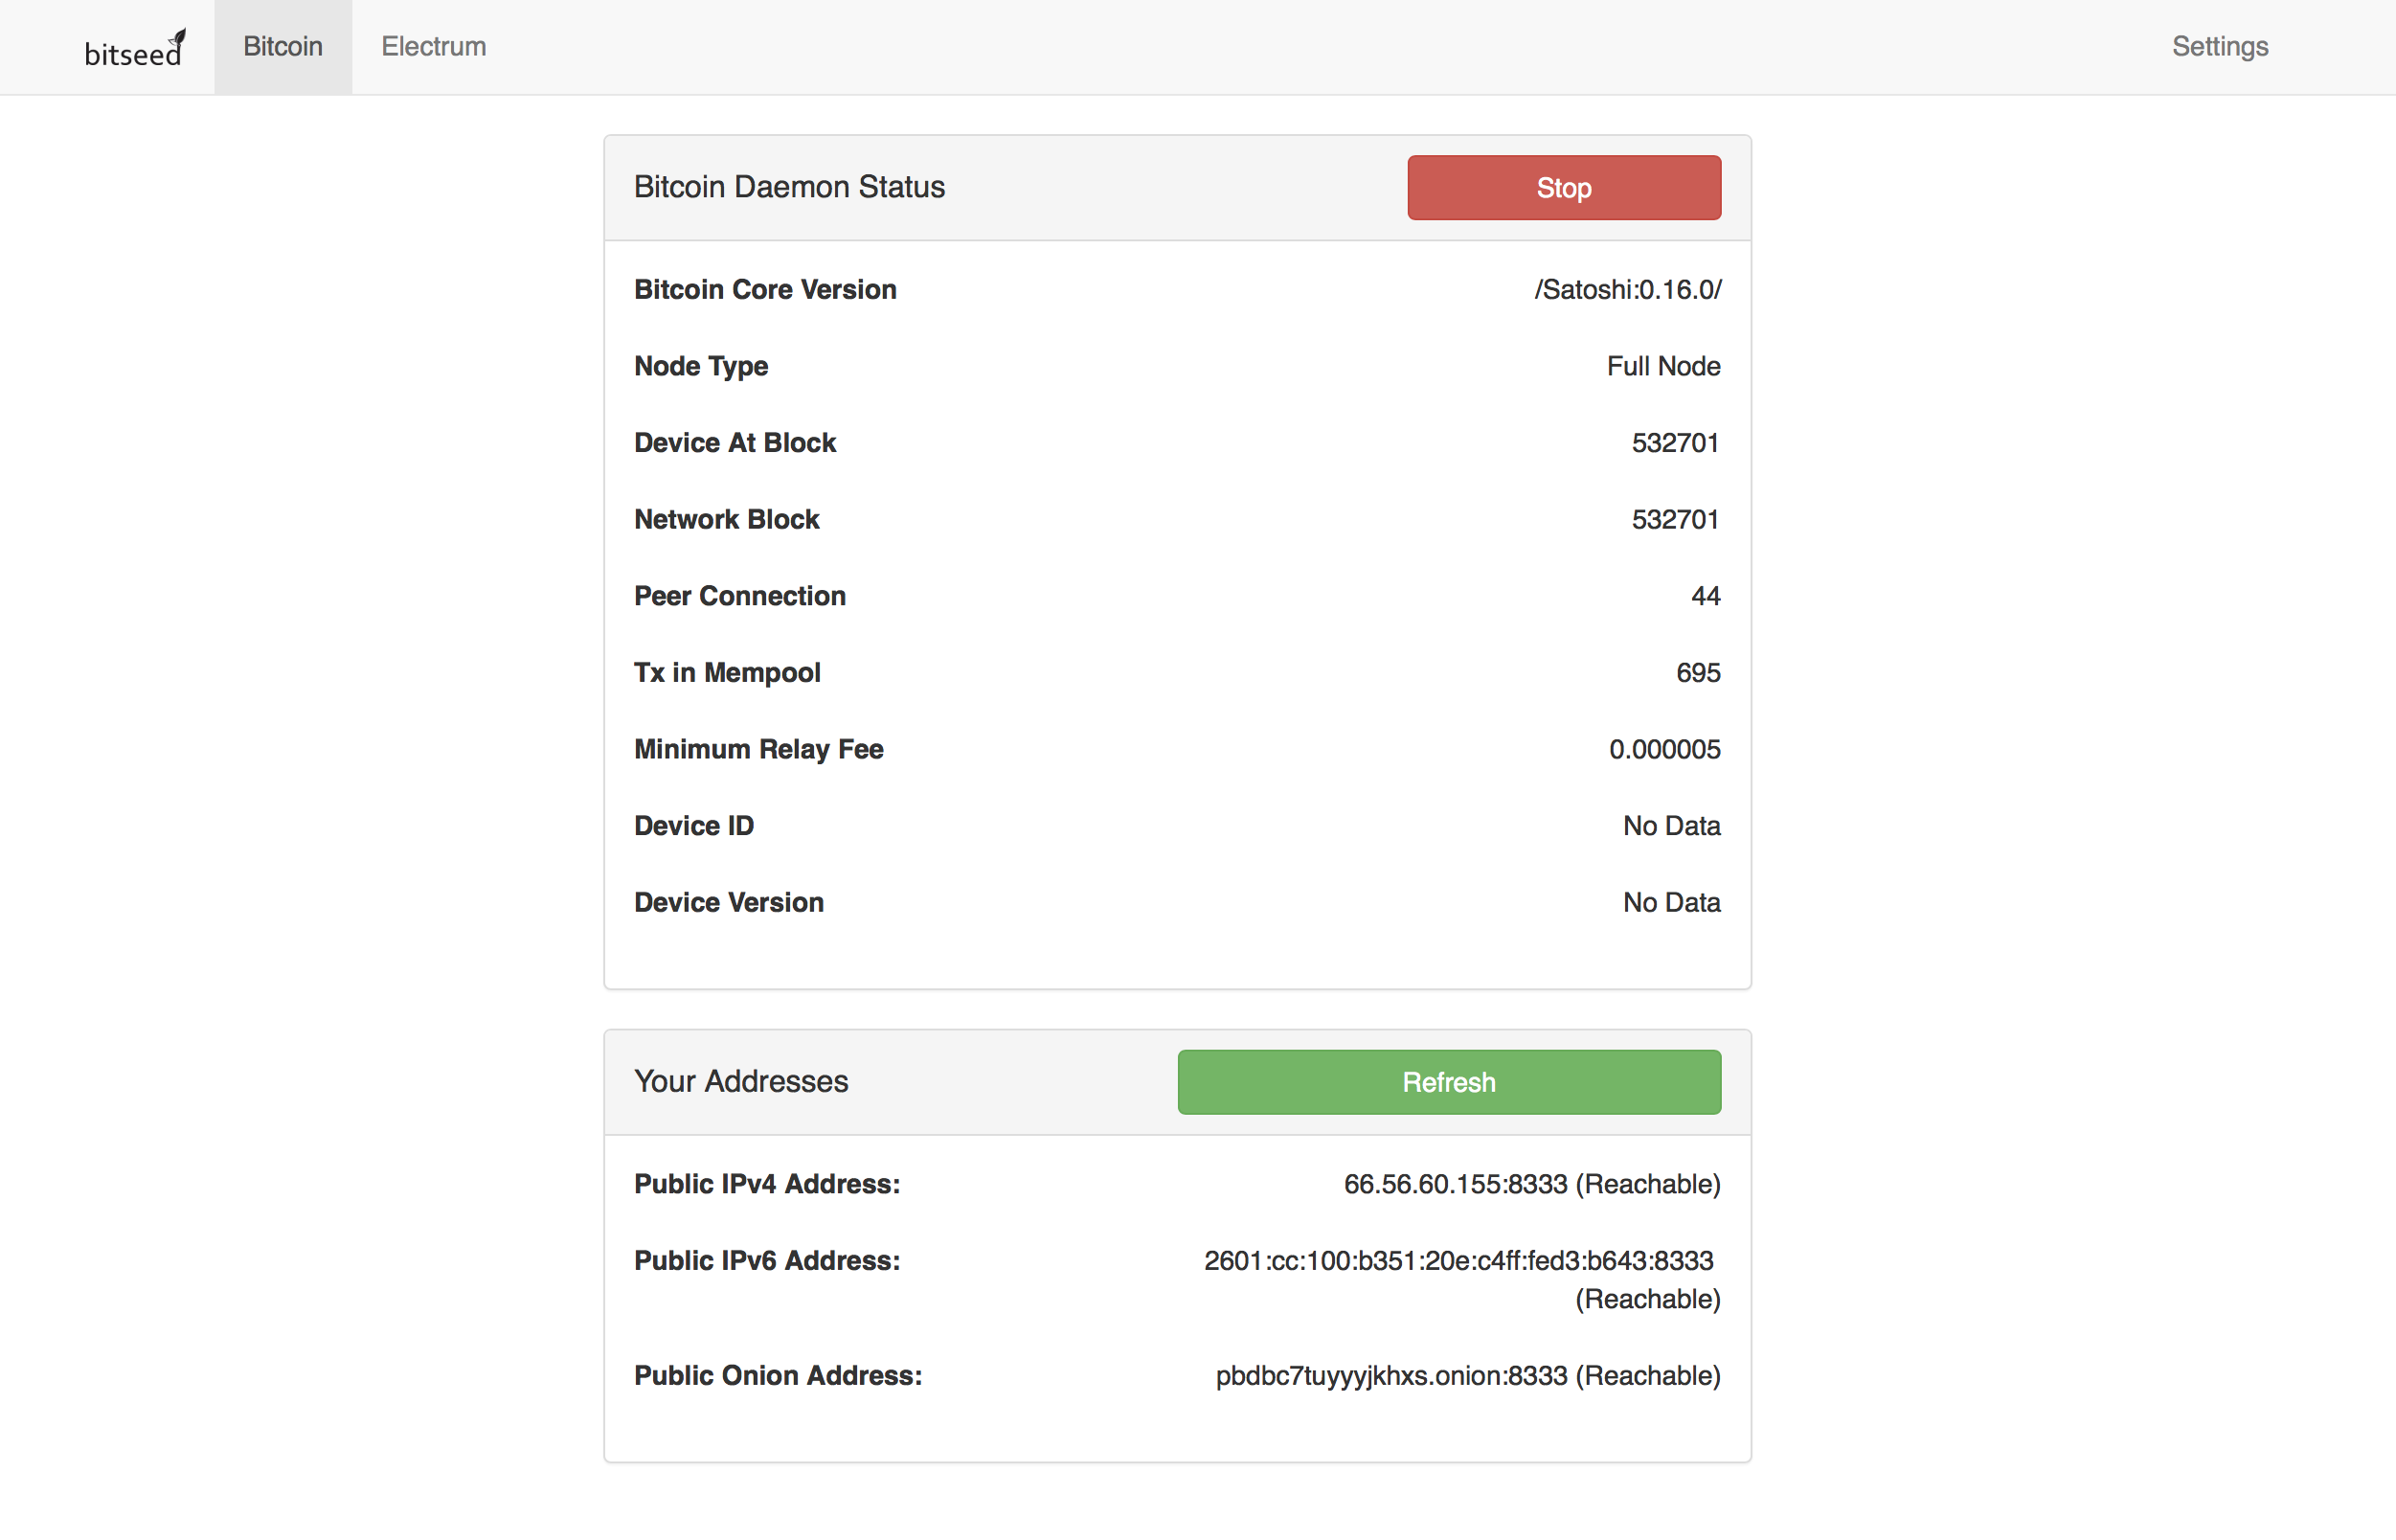 bitseed Bitcoin Electrum Settings
Bitcoin Daemon Status Stop
Bitcoin Core Version /Satoshi:0.16.0/
Node Type Full Node
Device At Block 532701
Network Block 532701
Peer Connection 44
Tx in Mempool 695
Minimum Relay Fee 0.000005
Device ID No Data
Device Version No Data
Your Addresses Refresh
Public IPv4 Address: 66.56.60.155:8333 (Reachable)
Public IPv6 Address: 2601:cc:100:b351:20e:c4ff:fed3:b643:8333
(Reachable)
Public Onion Address: pbdbc7tuyyyjkhxs.onion:8333 (Reachable)